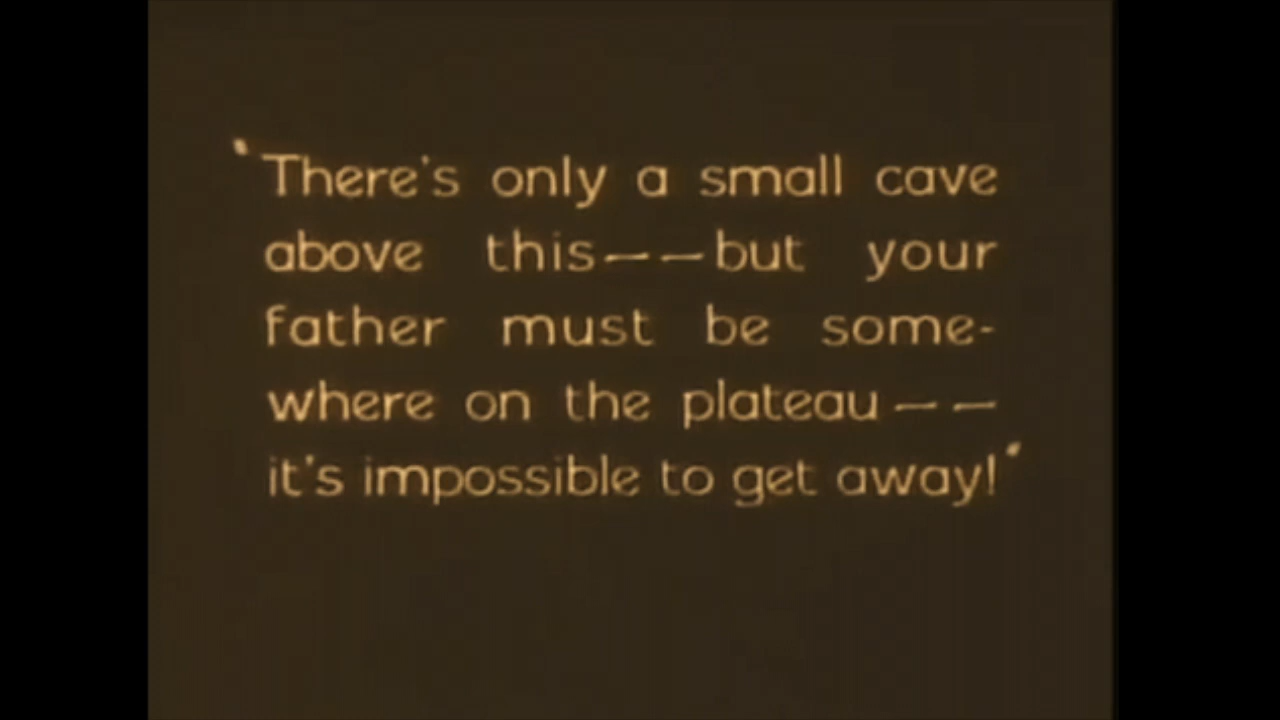 'There's only a small cave
above this——but your
father must be some-
where on the plateau——
it's impossible to get away!'